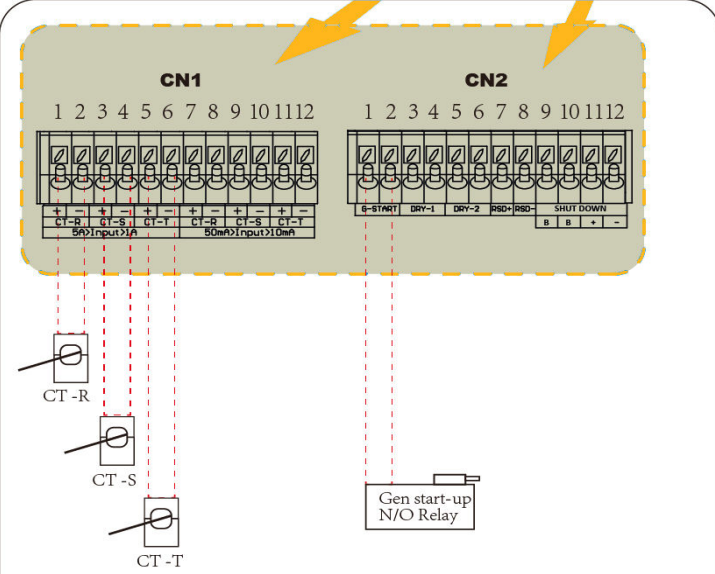 CN1
CN2
1 2 3 4 5 6 7 8 9 10 11 12
1 2 3 4 5 6 7 8 9 10 11 12
+ - + - + - + - + - + -
CT-R CT-S CT-T CT-R CT-S CT-T
5A>Input>1A 50mA>Input>10mA
G-START DRY-1 DRY-2 RSD+ RSD- SHUT DOWN
B B + -
CT -R
CT -S
CT -T
Gen start-up
N/O Relay